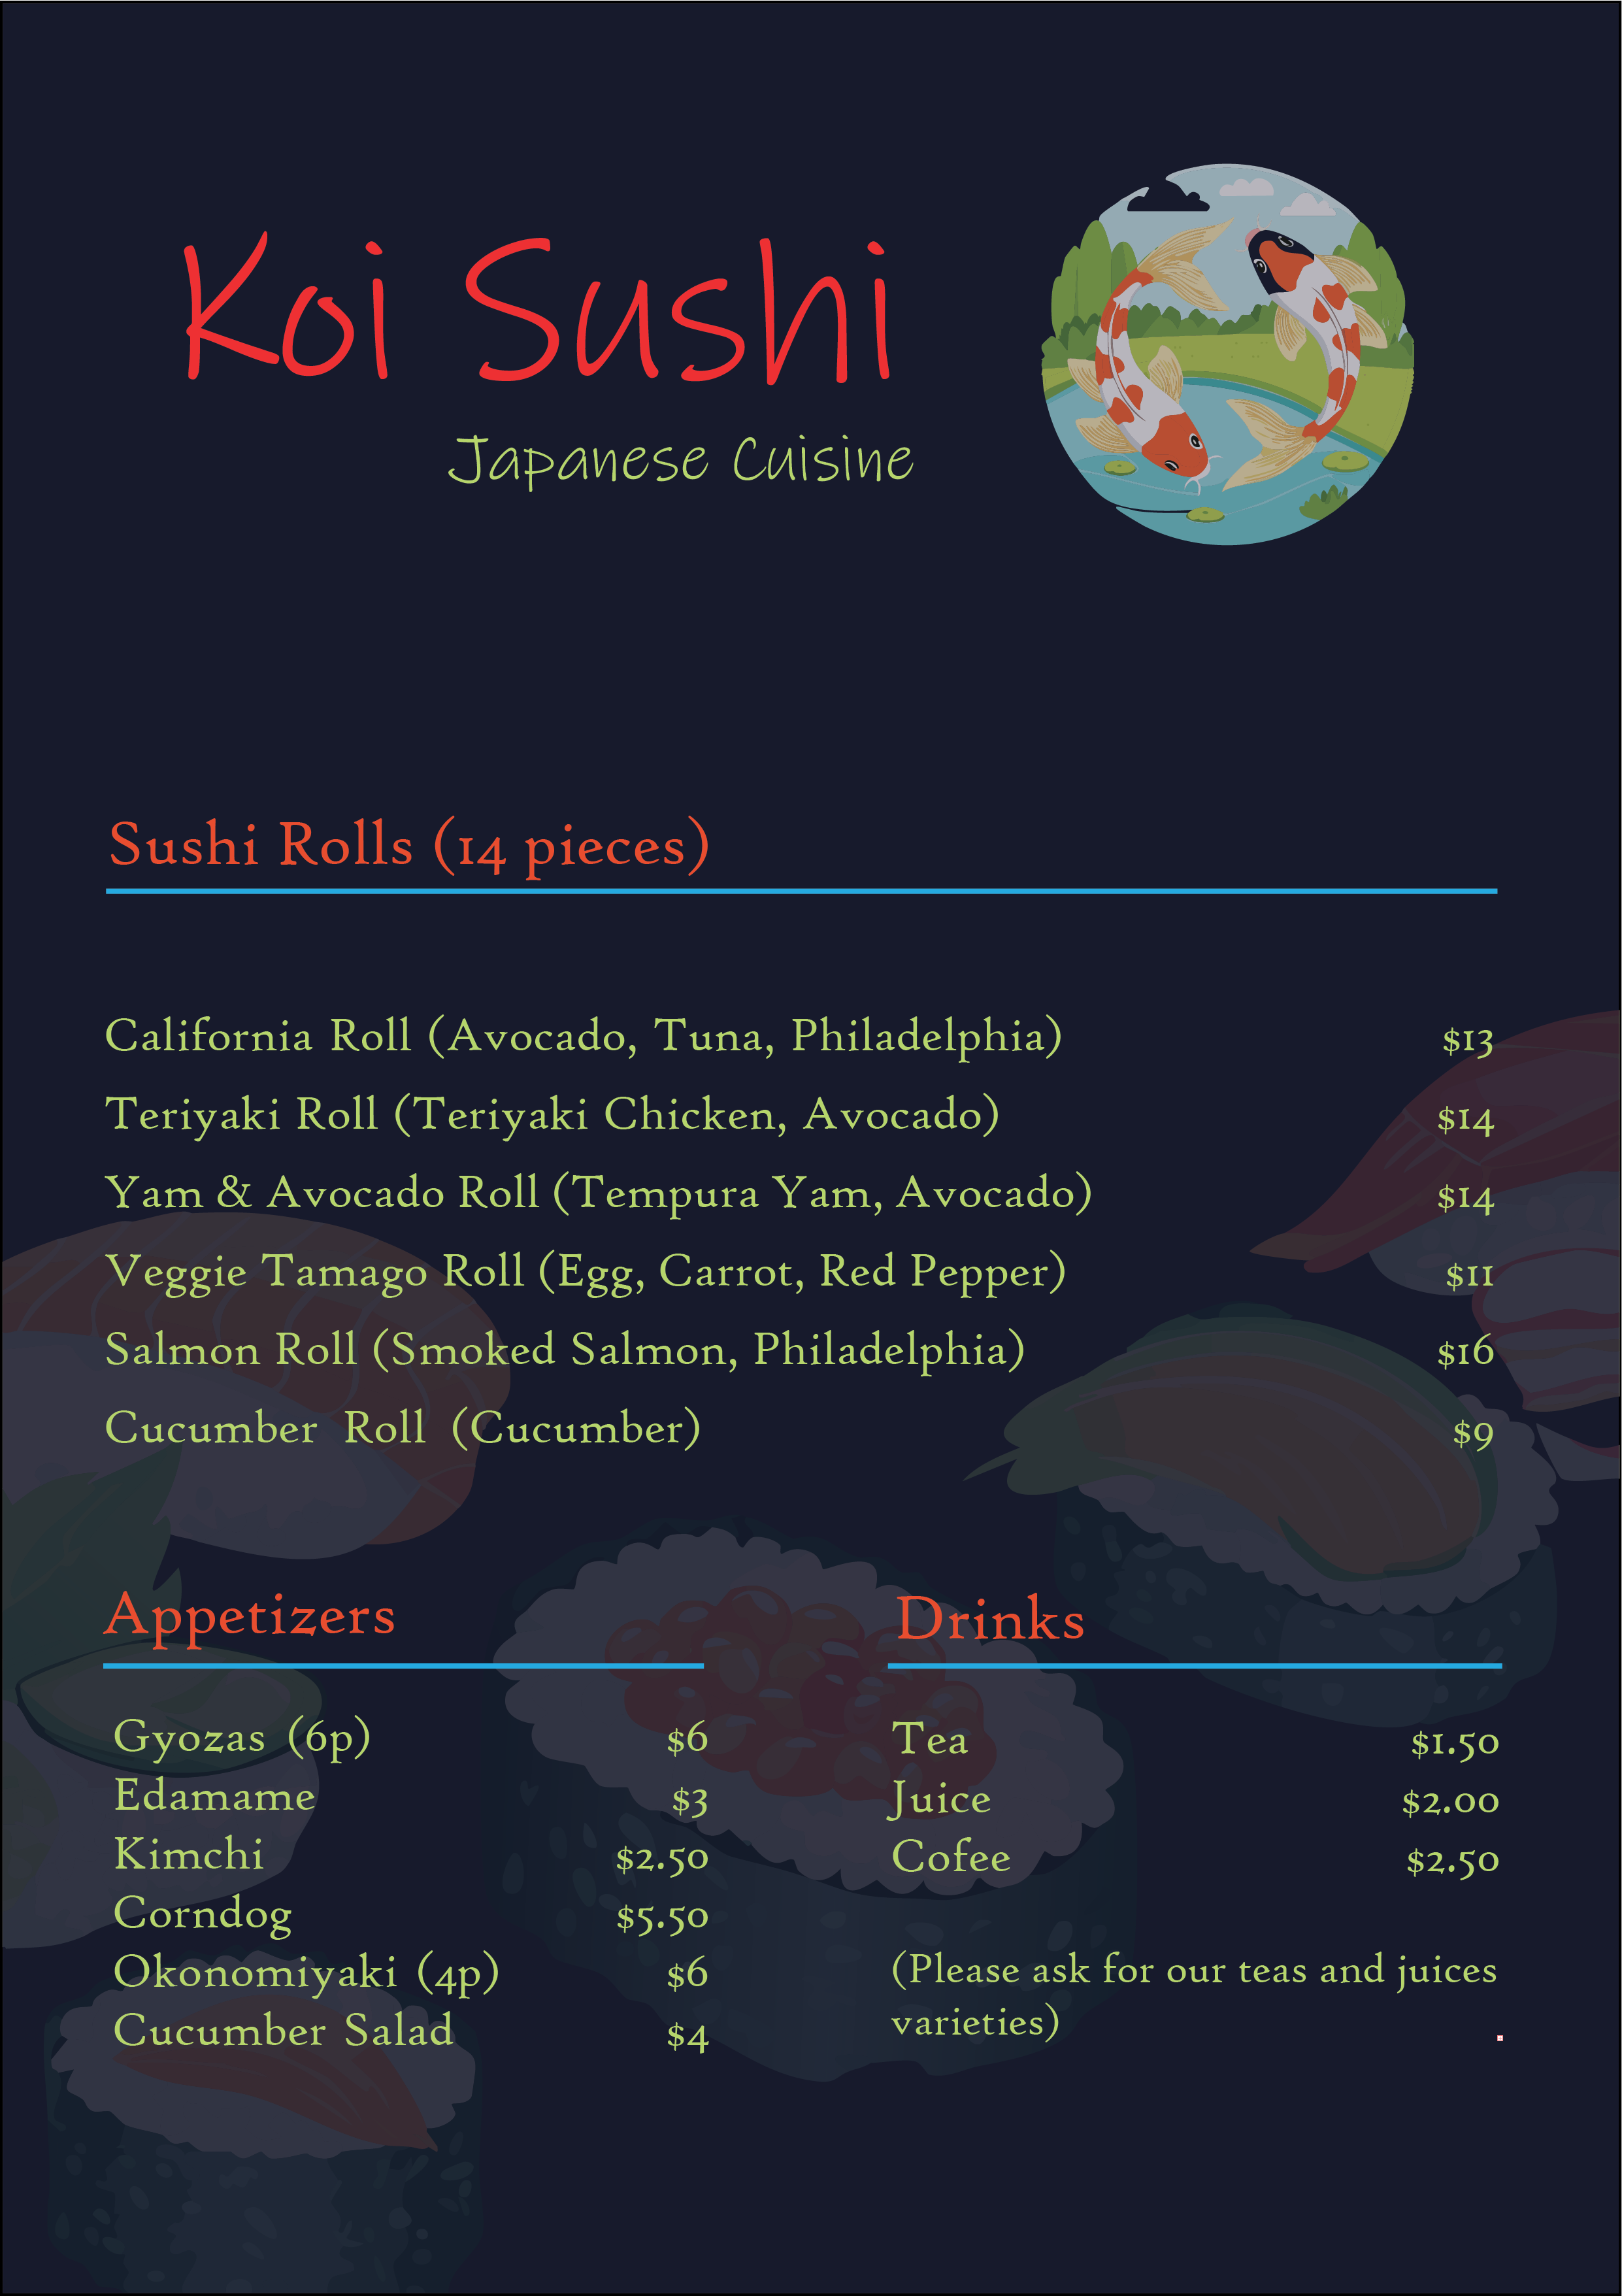 Koi Sushi
Japanese Cuisine
Sushi Rolls (14 pieces)
California Roll (Avocado, Tuna, Philadelphia) $13
Teriyaki Roll (Teriyaki Chicken, Avocado) $14
Yam & Avocado Roll (Tempura Yam, Avocado) $14
Veggie Tamago Roll (Egg, Carrot, Red Pepper) $11
Salmon Roll (Smoked Salmon, Philadelphia) $16
Cucumber Roll (Cucumber) $9
Appetizers
Gyozas (6p) $6
Edamame $3
Kimchi $2.50
Corndog $5.50
Okonomiyaki (4p) $6
Cucumber Salad $4
Drinks
Tea $1.50
Juice $2.00
Cofee $2.50
(Please ask for our teas and juices
varieties)